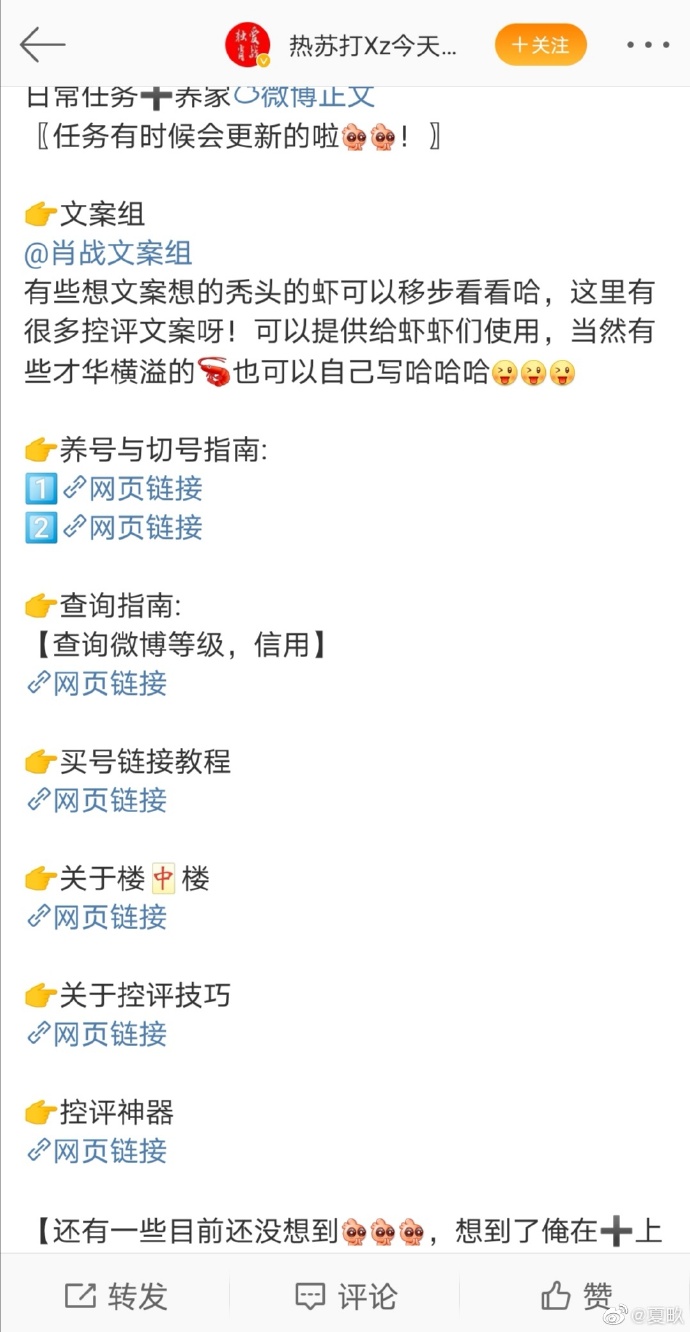 热苏打Xz今天...
+关注
日常任务➕养家微博正文
〖任务有时候会更新的啦！〗
👉文案组
@肖战文案组
有些想文案想的秃头的虾可以移步看看哈，这里有
很多控评文案呀！可以提供给虾虾们使用，当然有
些才华横溢的🦐也可以自己写哈哈哈😝😝😝
👉养号与切号指南:
1️⃣网页链接
2️⃣网页链接
👉查询指南:
【查询微博等级，信用】
网页链接
👉买号链接教程
网页链接
👉关于楼🀄楼
网页链接
👉关于控评技巧
网页链接
👉控评神器
网页链接
【还有一些目前还没想到，想到了俺在➕上
转发
评论
赞
@夏畋